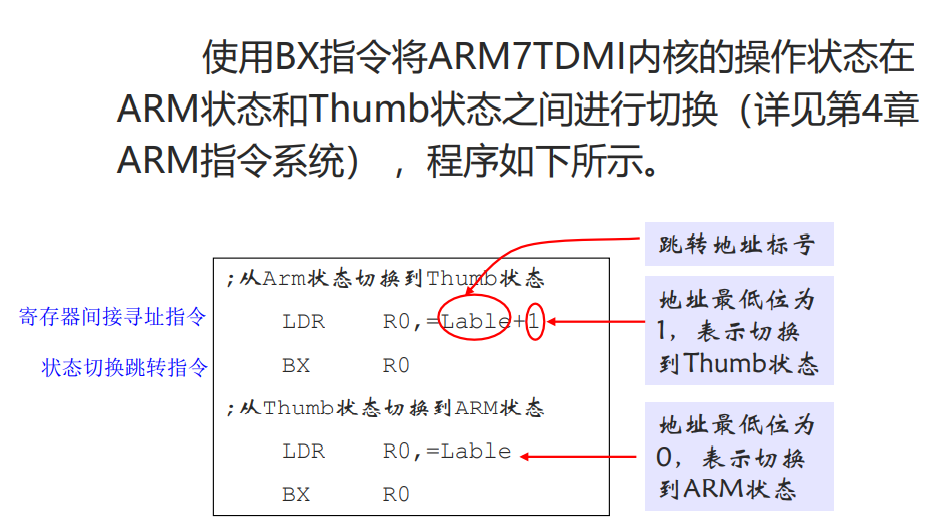 使用BX指令将ARM7TDMI内核的操作状态在
ARM状态和Thumb状态之间进行切换（详见第4章
ARM指令系统），程序如下所示。
跳转地址标号
;从Arm状态切换到Thumb状态
寄存器间接寻址指令
LDR R0,=Lable+1
地址最低位为
1，表示切换
到Thumb状态
状态切换跳转指令
BX R0
;从Thumb状态切换到ARM状态
LDR R0,=Lable
地址最低位为
0，表示切换
到ARM状态
BX R0